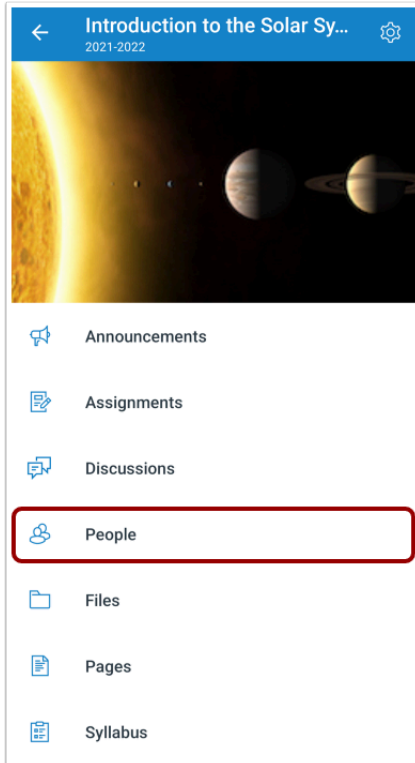 Introduction to the Solar Sy...
2021-2022
Announcements
Assignments
Discussions
People
Files
Pages
Syllabus